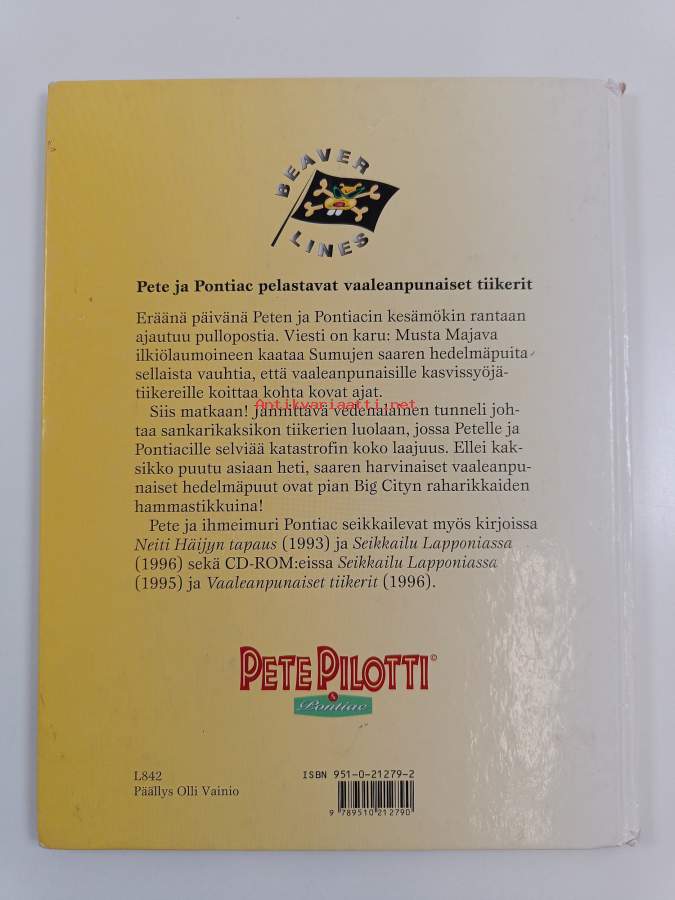 BEAVER
LINES
Pete ja Pontiac pelastavat vaaleanpunaiset tiikerit
Eräänä päivänä Peten ja Pontiacin kesämökin rantaan
ajautuu pullopostia. Viesti on karu: Musta Majava
ilkiölaumoineen kaataa Sumujen saaren hedelmäpuita
sellaista vauhtia, että vaaleanpunaisille kasvissyöjä-
tiikereille koittaa kohta kovat ajat.
Antikvariaatti.net
Siis matkaan! Jännittävä vedenalainen tunneli joh-
taa sankarikaksikon tiikerien luolaan, jossa Petelle ja
Pontiacille selviää katastrofin koko laajuus. Ellei kak-
sikko puutu asiaan heti, saaren harvinaiset vaaleanpu-
naiset hedelmäpuut ovat pian Big Cityn raharikkaiden
hammastikkuina!
Pete ja ihmeimuri Pontiac seikkailevat myös kirjoissa
Neiti Häijyn tapaus (1993) ja Seikkailu Lapponiassa
(1996) sekä CD-ROM:eissa Seikkailu Lapponiassa
(1995) ja Vaaleanpunaiset tiikerit (1996).
PETE PILOTTI©
&
Pontiac
L842
Päällys Olli Vainio
ISBN 951-0-21279-2
9 789510 212790